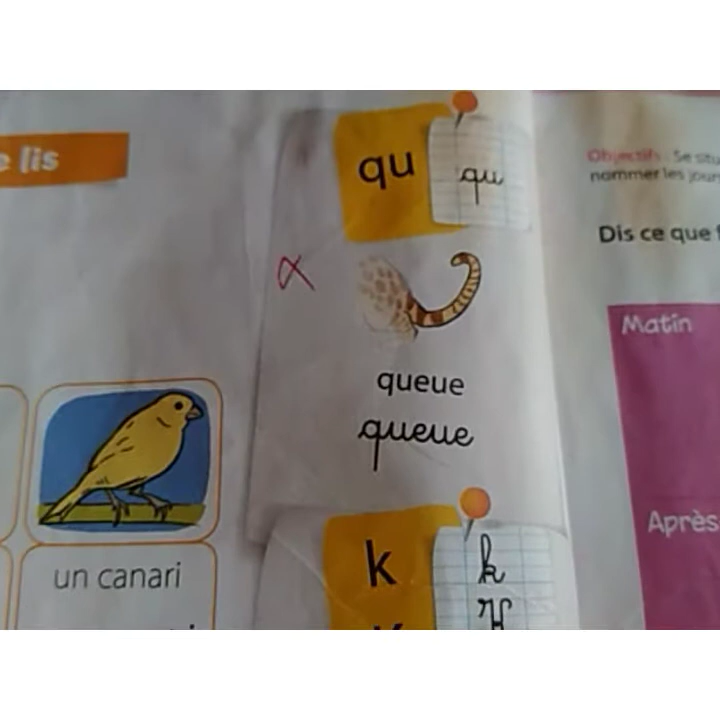 e lis
un canari
qu qu
queue
queue
k k
Objectifs : Se situ
nommer les jour
Dis ce que
Matin
Après